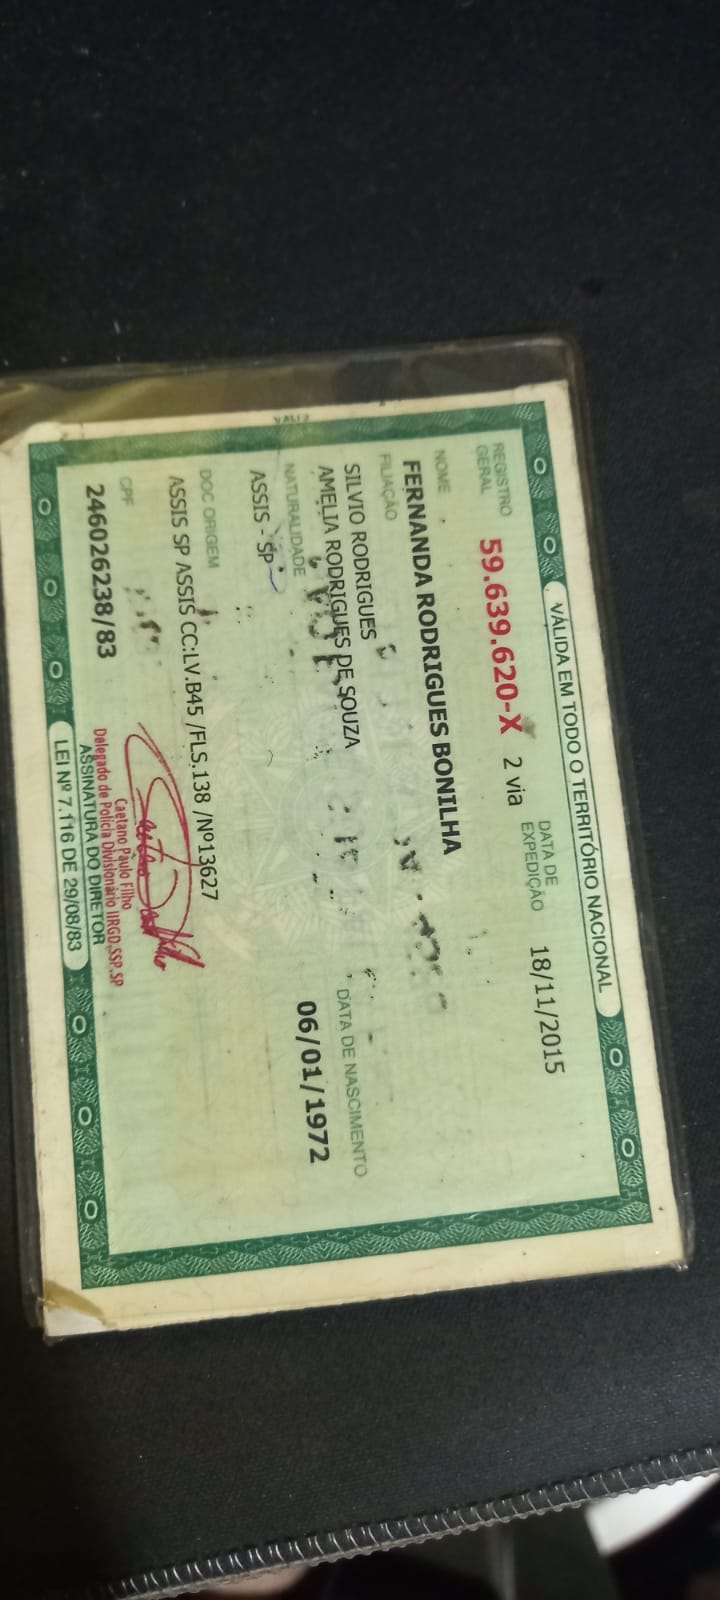 VÁLIDA EM TODO O TERRITÓRIO NACIONAL
REGISTRO GERAL 59.639.620-X 2 via DATA DE EXPEDIÇÃO 18/11/2015
NOME
FERNANDA RODRIGUES BONILHA
FILIAÇÃO
SILVIO RODRIGUES
AMELIA RODRIGUES DE SOUZA
NATURALIDADE DATA DE NASCIMENTO
ASSIS - SP 06/01/1972
DOC ORIGEM
ASSIS SP ASSIS CC:LV.B45 /FLS.138 /Nº13627
CPF
246026238/83
Caetano Paulo Filho
Delegado de Polícia Divisionário IIRGD.SSP.SP
ASSINATURA DO DIRETOR
LEI Nº 7.116 DE 29/08/83